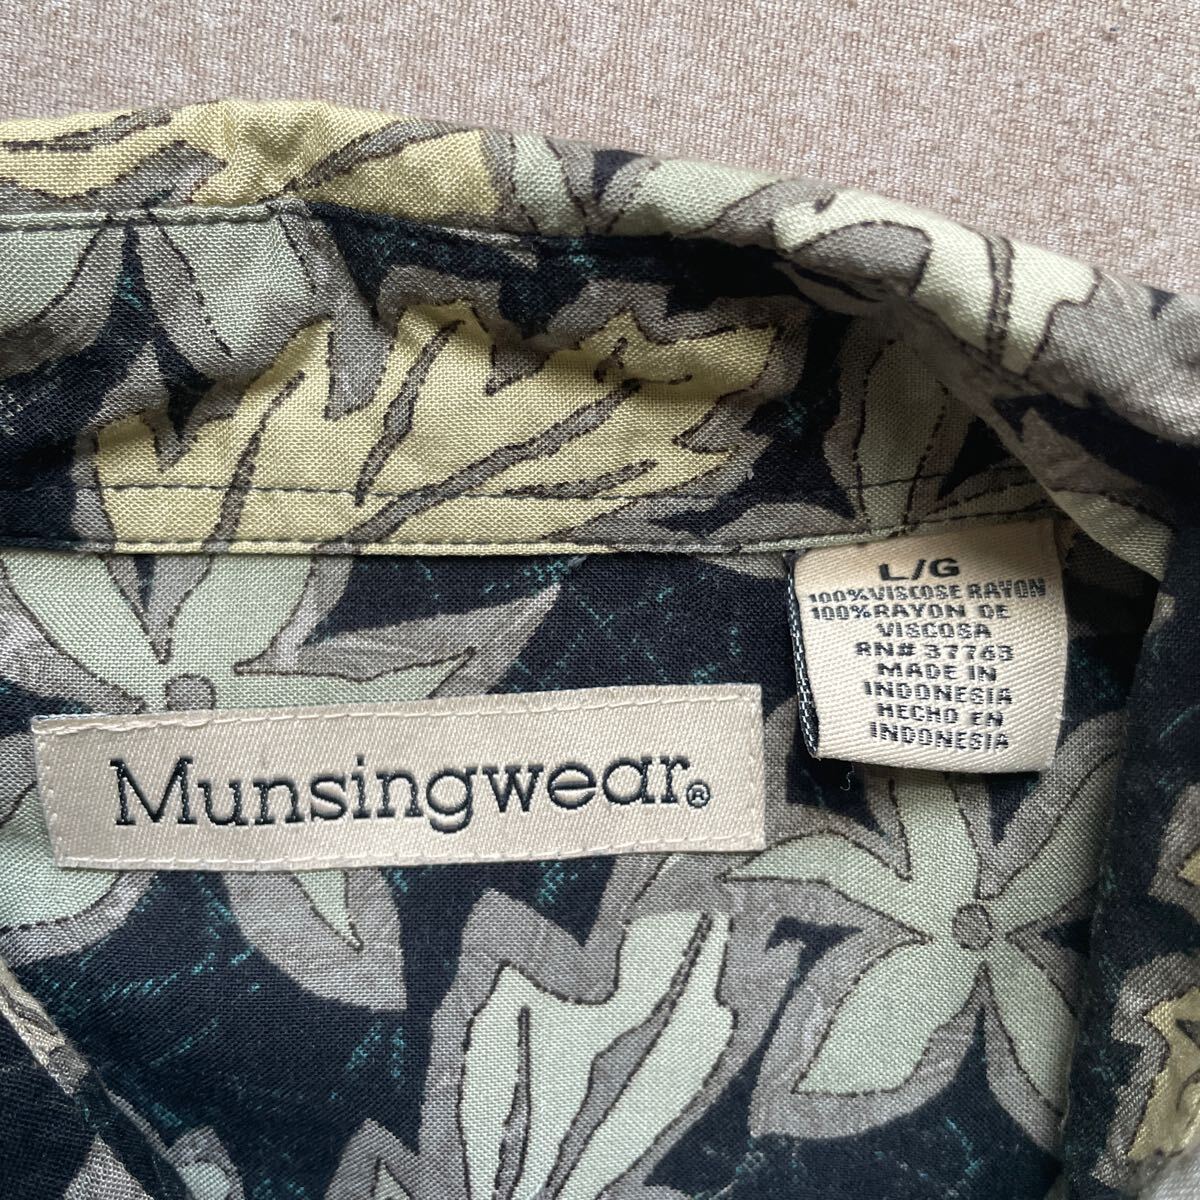 L/G
100% VISCOSE RAYON
100% RAYON DE
VISCOSA
RN# 37763
MADE IN
INDONESIA
HECHO EN
INDONESIA
Munsingwear®